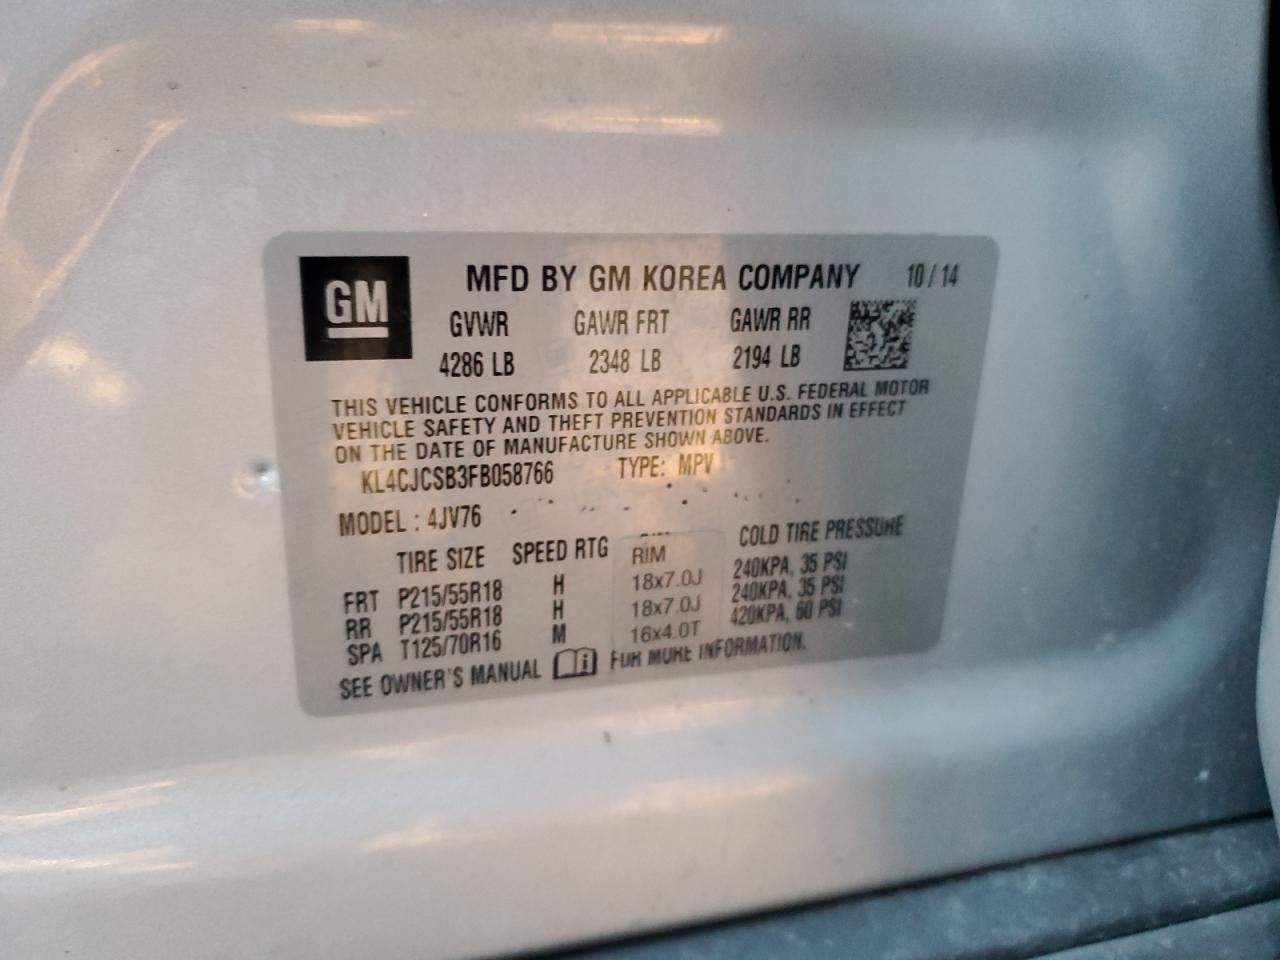 GM
MFD BY GM KOREA COMPANY 10/14
GVWR GAWR FRT GAWR RR
4286 LB 2348 LB 2194 LB
THIS VEHICLE CONFORMS TO ALL APPLICABLE U.S. FEDERAL MOTOR
VEHICLE SAFETY AND THEFT PREVENTION STANDARDS IN EFFECT
ON THE DATE OF MANUFACTURE SHOWN ABOVE.
KL4CJCSB3FB058766 TYPE: MPV
MODEL : 4JV76
TIRE SIZE SPEED RTG RIM COLD TIRE PRESSURE
FRT P215/55R18 H 18x7.0J 240KPA, 35 PSI
RR P215/55R18 H 18x7.0J 240KPA, 35 PSI
SPA T125/70R16 M 16x4.0T 420KPA, 60 PSI
SEE OWNER'S MANUAL FOR MORE INFORMATION.